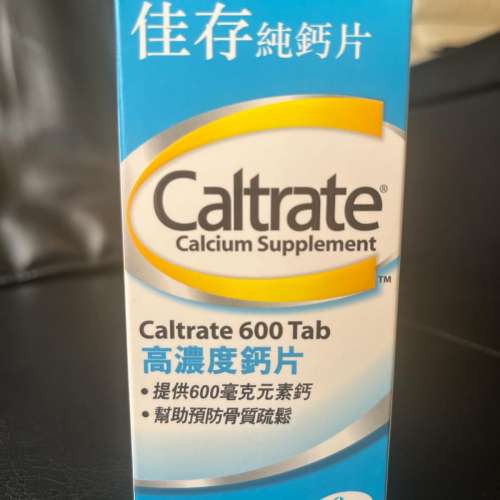 佳存純鈣片
Caltrate®
Calcium Supplement
™
Caltrate 600 Tab
高濃度鈣片
• 提供600毫克元素鈣
• 幫助預防骨質疏鬆